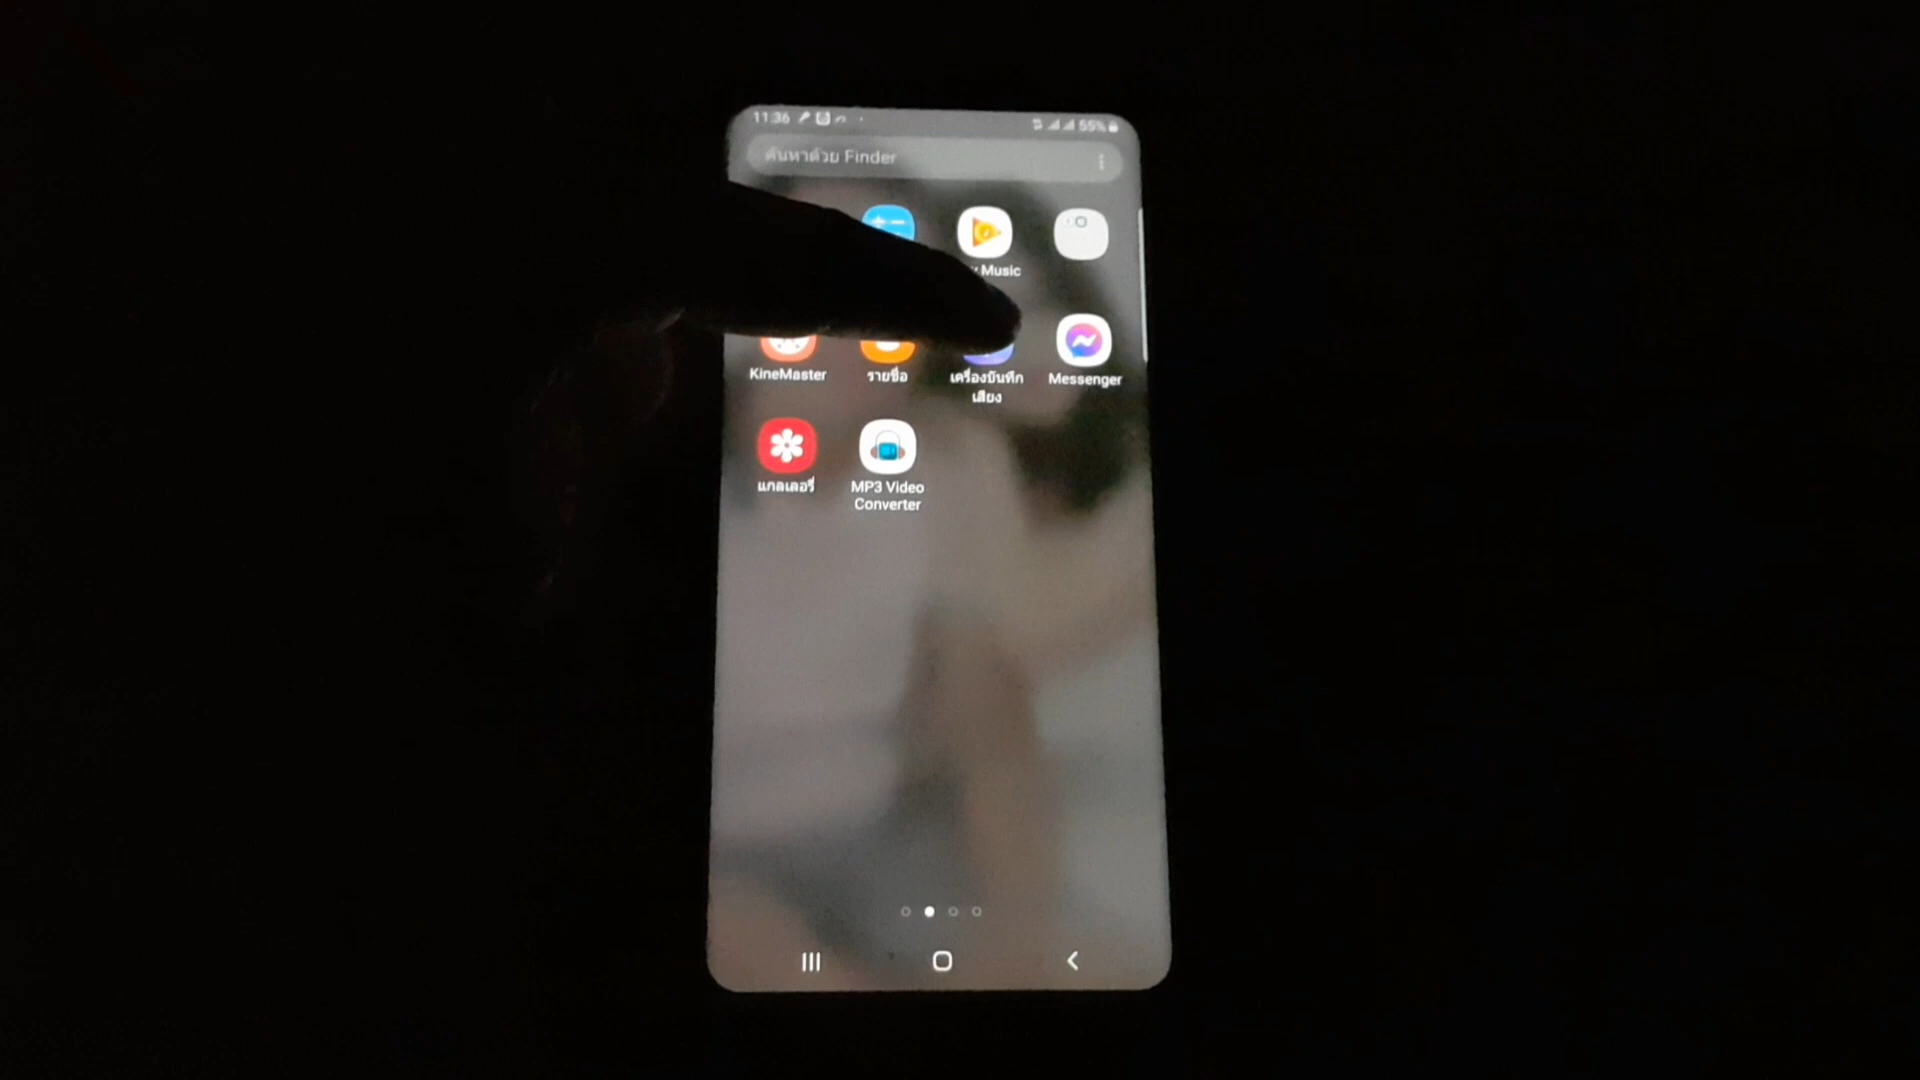 11:36
55%
ค้นหาด้วย Finder
Music
KineMaster
รายชื่อ
เครื่องบันทึก
เสียง
Messenger
แกลเลอรี่
MP3 Video
Converter